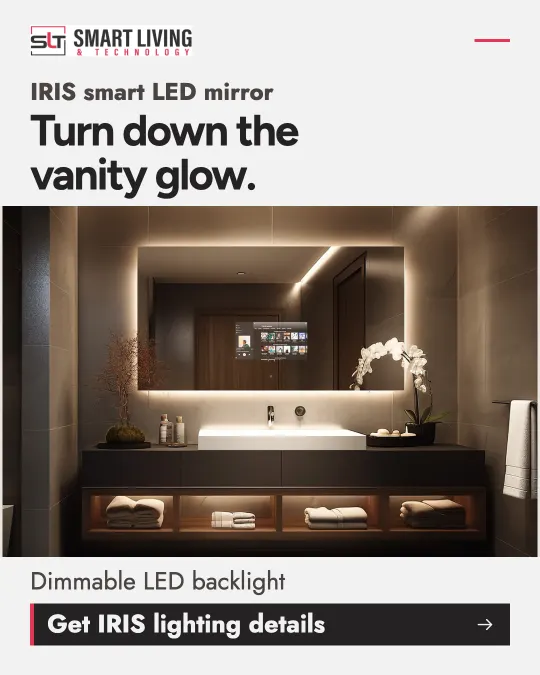 SLT SMART LIVING
& TECHNOLOGY
IRIS smart LED mirror
Turn down the
vanity glow.
Dimmable LED backlight
Get IRIS lighting details